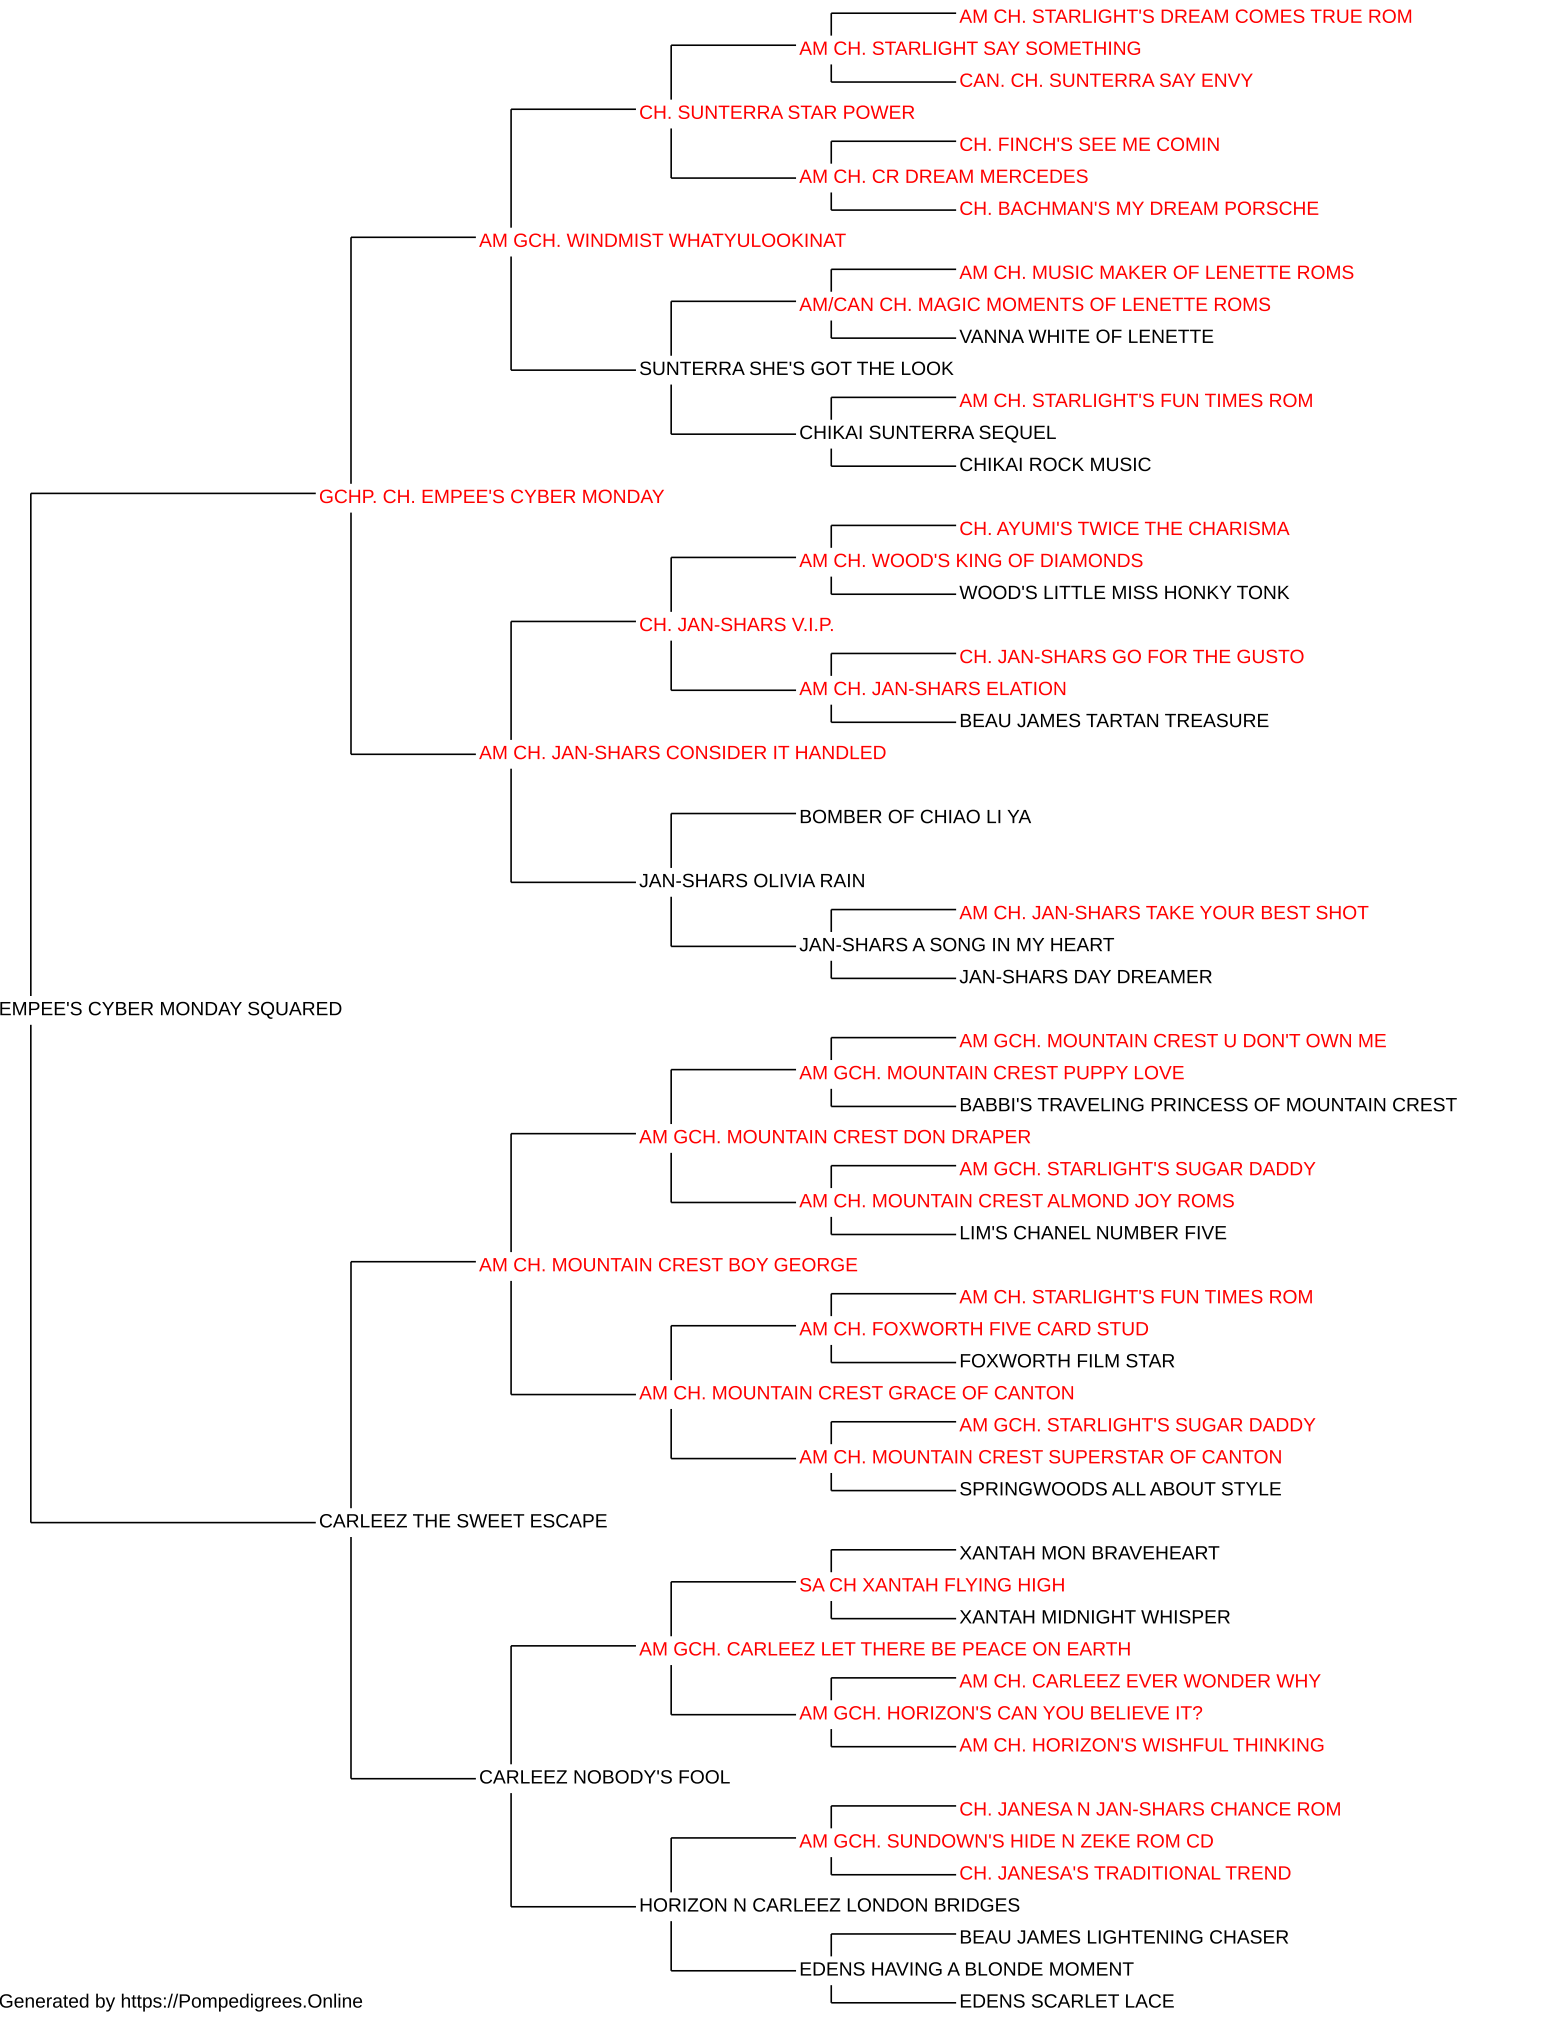 AM CH. STARLIGHT'S DREAM COMES TRUE ROM
AM CH. STARLIGHT SAY SOMETHING
CAN. CH. SUNTERRA SAY ENVY
CH. SUNTERRA STAR POWER
CH. FINCH'S SEE ME COMIN
AM CH. CR DREAM MERCEDES
CH. BACHMAN'S MY DREAM PORSCHE
AM GCH. WINDMIST WHATYULOOKINAT
AM CH. MUSIC MAKER OF LENETTE ROMS
AM/CAN CH. MAGIC MOMENTS OF LENETTE ROMS
VANNA WHITE OF LENETTE
SUNTERRA SHE'S GOT THE LOOK
AM CH. STARLIGHT'S FUN TIMES ROM
CHIKAI SUNTERRA SEQUEL
CHIKAI ROCK MUSIC
GCHP. CH. EMPEE'S CYBER MONDAY
CH. AYUMI'S TWICE THE CHARISMA
AM CH. WOOD'S KING OF DIAMONDS
WOOD'S LITTLE MISS HONKY TONK
CH. JAN-SHARS V.I.P.
CH. JAN-SHARS GO FOR THE GUSTO
AM CH. JAN-SHARS ELATION
BEAU JAMES TARTAN TREASURE
AM CH. JAN-SHARS CONSIDER IT HANDLED
BOMBER OF CHIAO LI YA
JAN-SHARS OLIVIA RAIN
AM CH. JAN-SHARS TAKE YOUR BEST SHOT
JAN-SHARS A SONG IN MY HEART
JAN-SHARS DAY DREAMER
EMPEE'S CYBER MONDAY SQUARED
AM GCH. MOUNTAIN CREST U DON'T OWN ME
AM GCH. MOUNTAIN CREST PUPPY LOVE
BABBI'S TRAVELING PRINCESS OF MOUNTAIN CREST
AM GCH. MOUNTAIN CREST DON DRAPER
AM GCH. STARLIGHT'S SUGAR DADDY
AM CH. MOUNTAIN CREST ALMOND JOY ROMS
LIM'S CHANEL NUMBER FIVE
AM CH. MOUNTAIN CREST BOY GEORGE
AM CH. STARLIGHT'S FUN TIMES ROM
AM CH. FOXWORTH FIVE CARD STUD
FOXWORTH FILM STAR
AM CH. MOUNTAIN CREST GRACE OF CANTON
AM GCH. STARLIGHT'S SUGAR DADDY
AM CH. MOUNTAIN CREST SUPERSTAR OF CANTON
SPRINGWOODS ALL ABOUT STYLE
CARLEEZ THE SWEET ESCAPE
XANTAH MON BRAVEHEART
SA CH XANTAH FLYING HIGH
XANTAH MIDNIGHT WHISPER
AM GCH. CARLEEZ LET THERE BE PEACE ON EARTH
AM CH. CARLEEZ EVER WONDER WHY
AM GCH. HORIZON'S CAN YOU BELIEVE IT?
AM CH. HORIZON'S WISHFUL THINKING
CARLEEZ NOBODY'S FOOL
CH. JANESA N JAN-SHARS CHANCE ROM
AM GCH. SUNDOWN'S HIDE N ZEKE ROM CD
CH. JANESA'S TRADITIONAL TREND
HORIZON N CARLEEZ LONDON BRIDGES
BEAU JAMES LIGHTENING CHASER
EDENS HAVING A BLONDE MOMENT
EDENS SCARLET LACE
Generated by https://Pompedigrees.Online